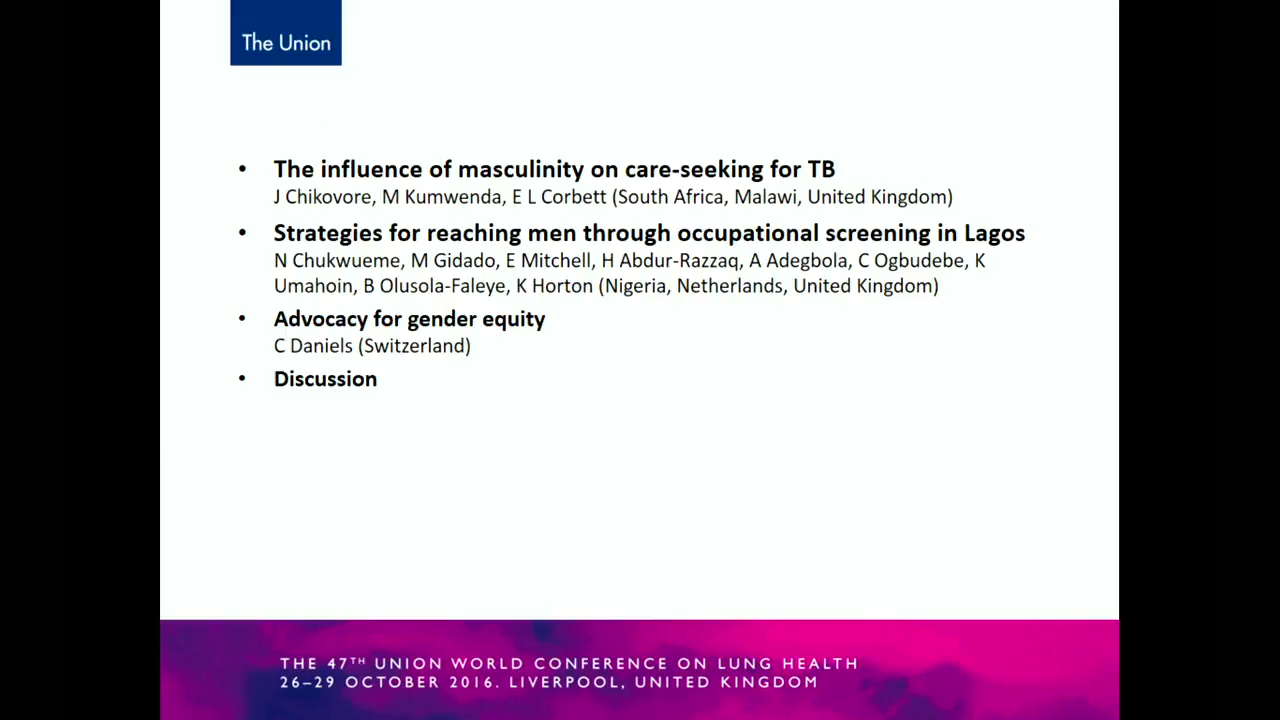 The Union
• The influence of masculinity on care-seeking for TB
J Chikovore, M Kumwenda, E L Corbett (South Africa, Malawi, United Kingdom)
• Strategies for reaching men through occupational screening in Lagos
N Chukwueme, M Gidado, E Mitchell, H Abdur-Razzaq, A Adegbola, C Ogbudebe, K
Umahoin, B Olusola-Faleye, K Horton (Nigeria, Netherlands, United Kingdom)
• Advocacy for gender equity
C Daniels (Switzerland)
• Discussion
THE 47TH UNION WORLD CONFERENCE ON LUNG HEALTH
26–29 OCTOBER 2016. LIVERPOOL, UNITED KINGDOM